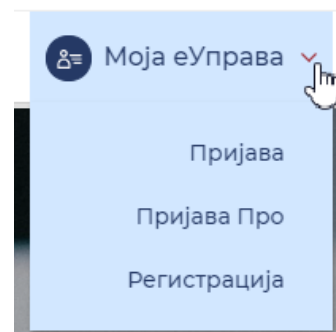 Моја еУправа
Пријава
Пријава Про
Регистрација